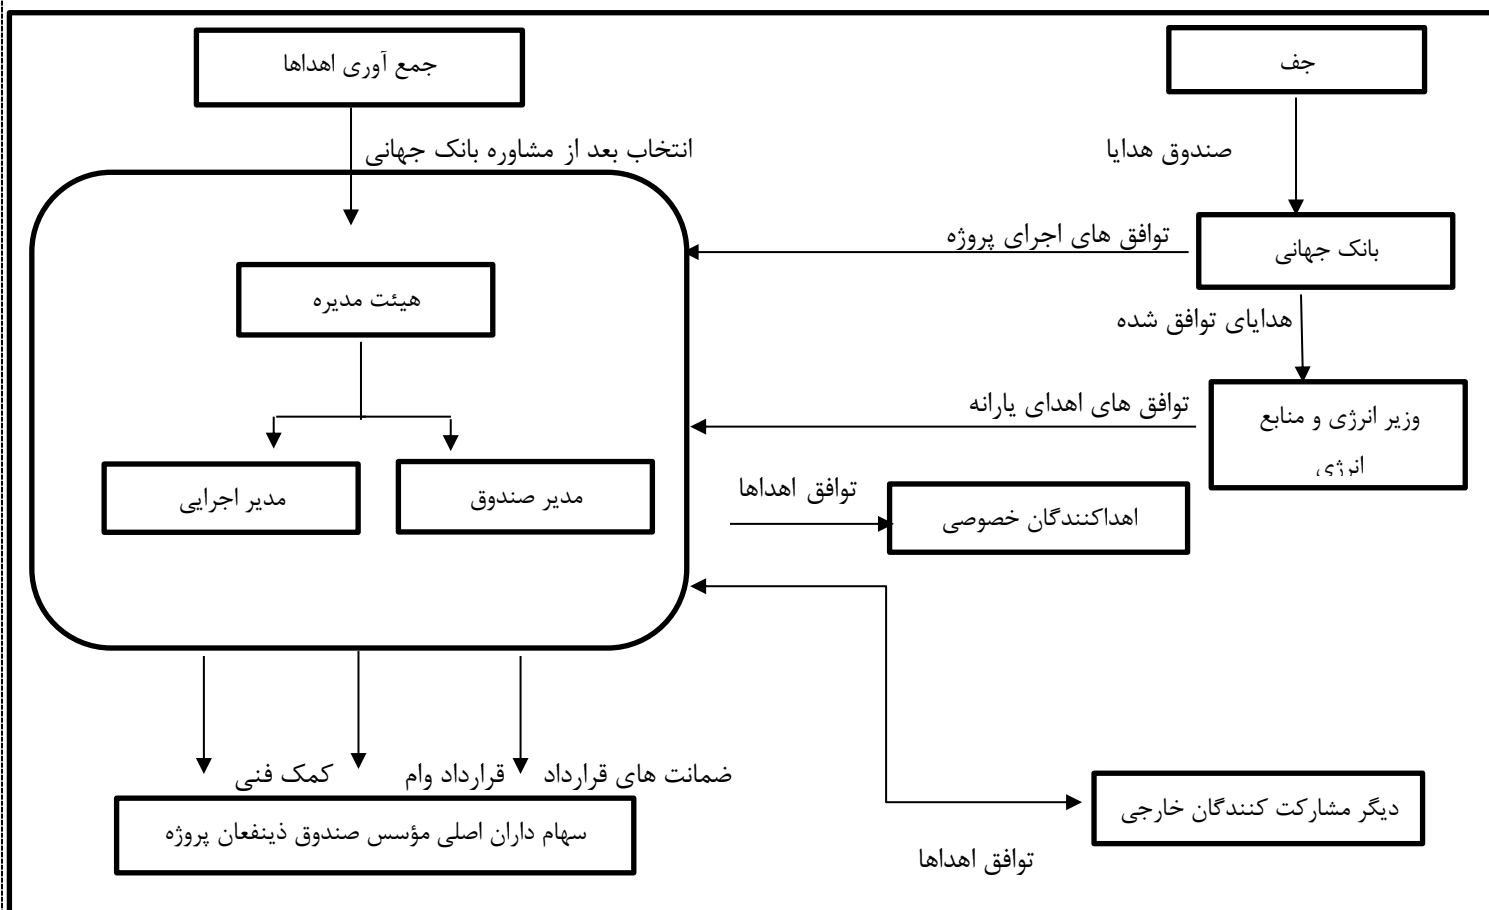 جف
جمع آوری اهداها
صندوق هدایا
انتخاب بعد از مشاوره بانک جهانی
بانک جهانی
توافق های اجرای پروژه
هیئت مدیره
هدایای توافق شده
وزیر انرژی و منابع
انرژی
توافق های اهدای یارانه
مدیر صندوق
مدیر اجرایی
توافق اهداها
اهداکنندگان خصوصی
ضمانت های قرارداد
قرارداد وام
کمک فنی
دیگر مشارکت کنندگان خارجی
سهام داران اصلی مؤسس صندوق ذینفعان پروژه
توافق اهداها